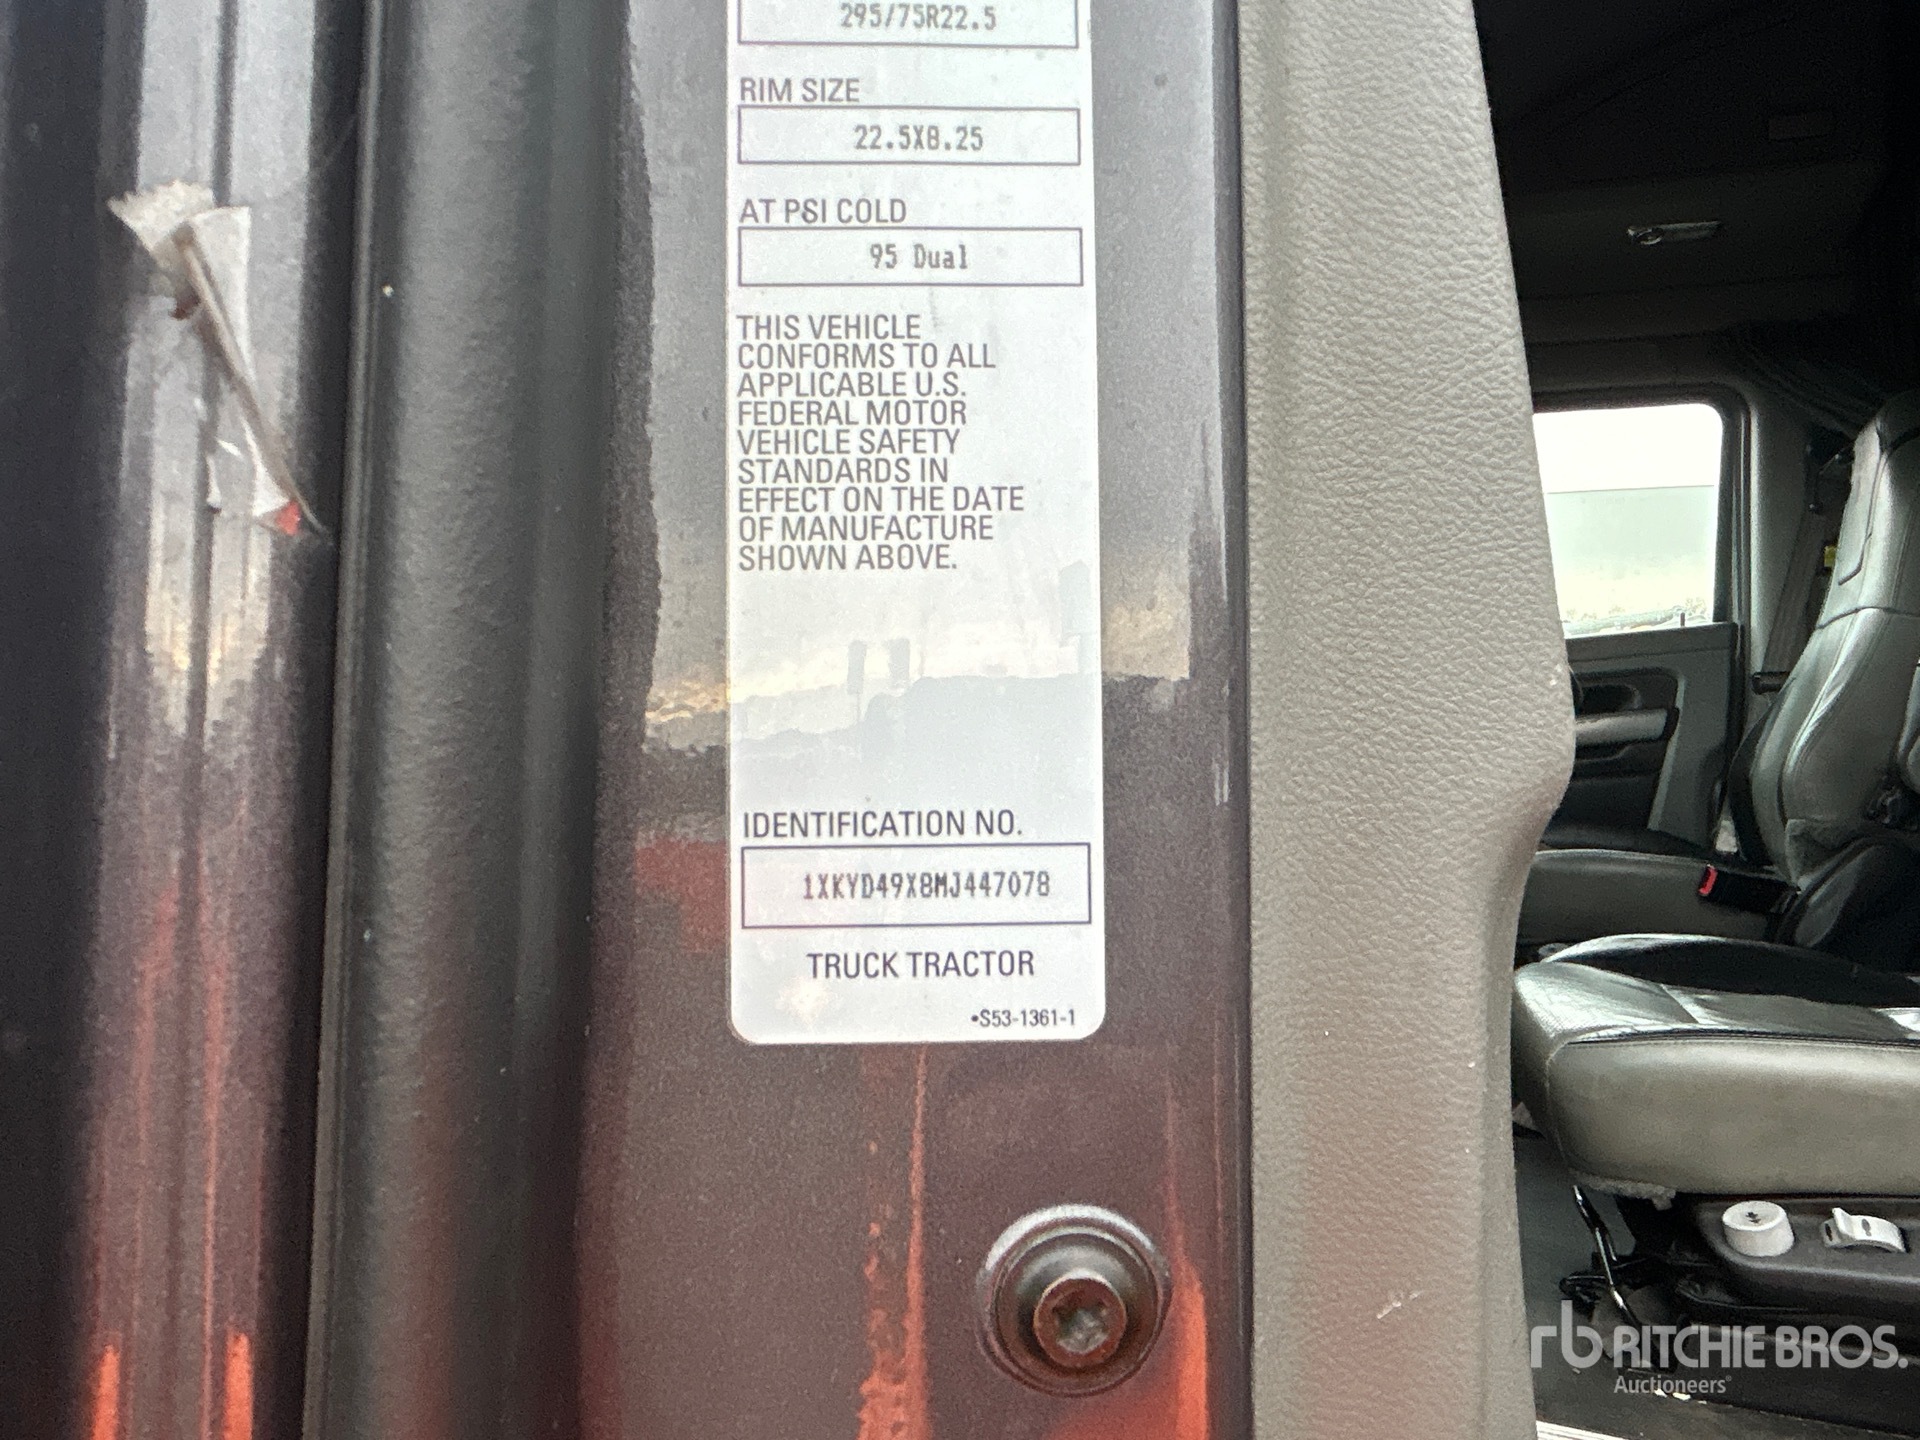 295/75R22.5
RIM SIZE
22.5X8.25
AT PSI COLD
95 Dual
THIS VEHICLE
CONFORMS TO ALL
APPLICABLE U.S.
FEDERAL MOTOR
VEHICLE SAFETY
STANDARDS IN
EFFECT ON THE DATE
OF MANUFACTURE
SHOWN ABOVE.
IDENTIFICATION NO.
1XKYD49X8MJ447078
TRUCK TRACTOR
•S53-1361-1
rb RITCHIE BROS.
Auctioneers®